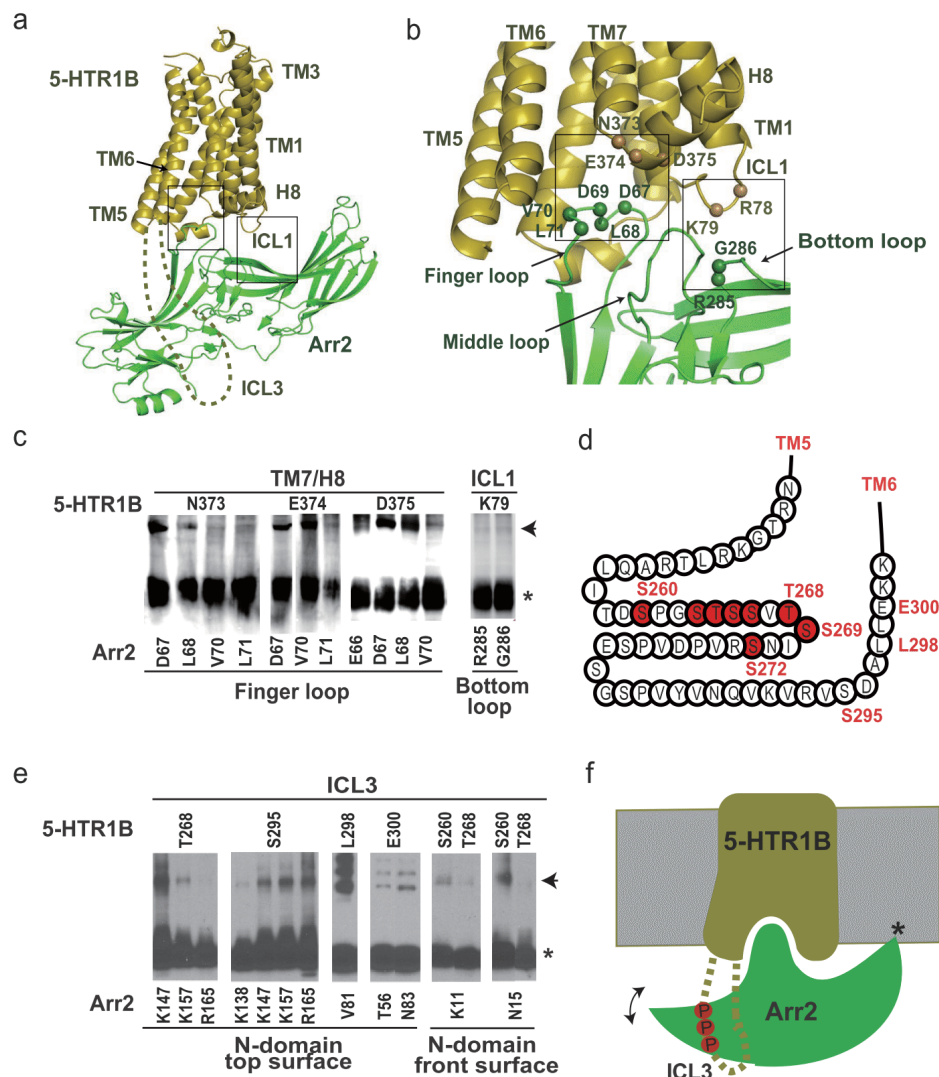 a
5-HTR1B
TM3
TM6
TM1
H8
TM5
ICL1
Arr2
ICL3
b
TM6 TM7
H8
TM5
N373
TM1
E374 D375
ICL1
D69 D67
V70
R78
L71 L68
K79
G286
Bottom loop
Finger loop
R285
Middle loop
c
TM7/H8 ICL1
5-HTR1B N373 E374 D375 K79
*
Arr2 D67 L68 V70 L71 D67 V70 L71 E66 D67 L68 V70 R285 G286
Finger loop Bottom loop
d
TM5
TM6
N
R
L Q A R T L R K G T
S260 T268
I
T D S P G S T S S V T
S S269
E S P V D P V R S N I
S272
S
G S P V Y V N Q V K V R V S D
S295
K
K
E E300
L
L L298
A
e
ICL3
5-HTR1B T268 S295 L298 E300 S260 T268 S260 T268
*
Arr2 K147 K157 R165 K138 K147 K157 R165 V81 T56 N83 K11 N15
N-domain top surface N-domain front surface
f
5-HTR1B
*
Arr2
P
P
P
ICL3